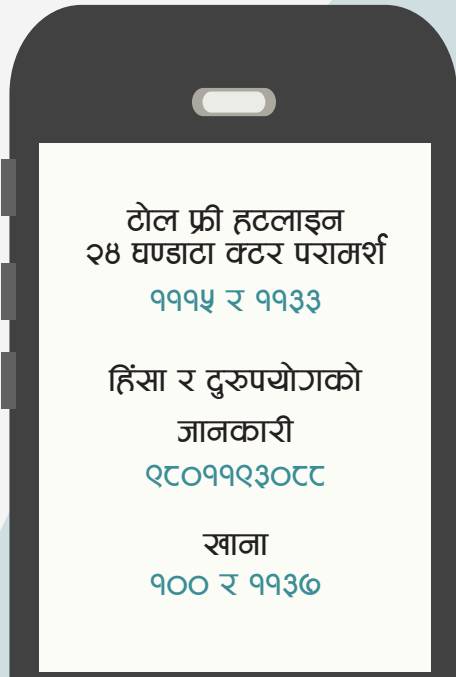 टोल फ्री हटलाइन
२४ घण्डाटा क्टर परामर्श
१११५ र ११३३
हिंसा र दुरुपयोगको
जानकारी
९८०११९३०८८
खाना
१०० र ११३७